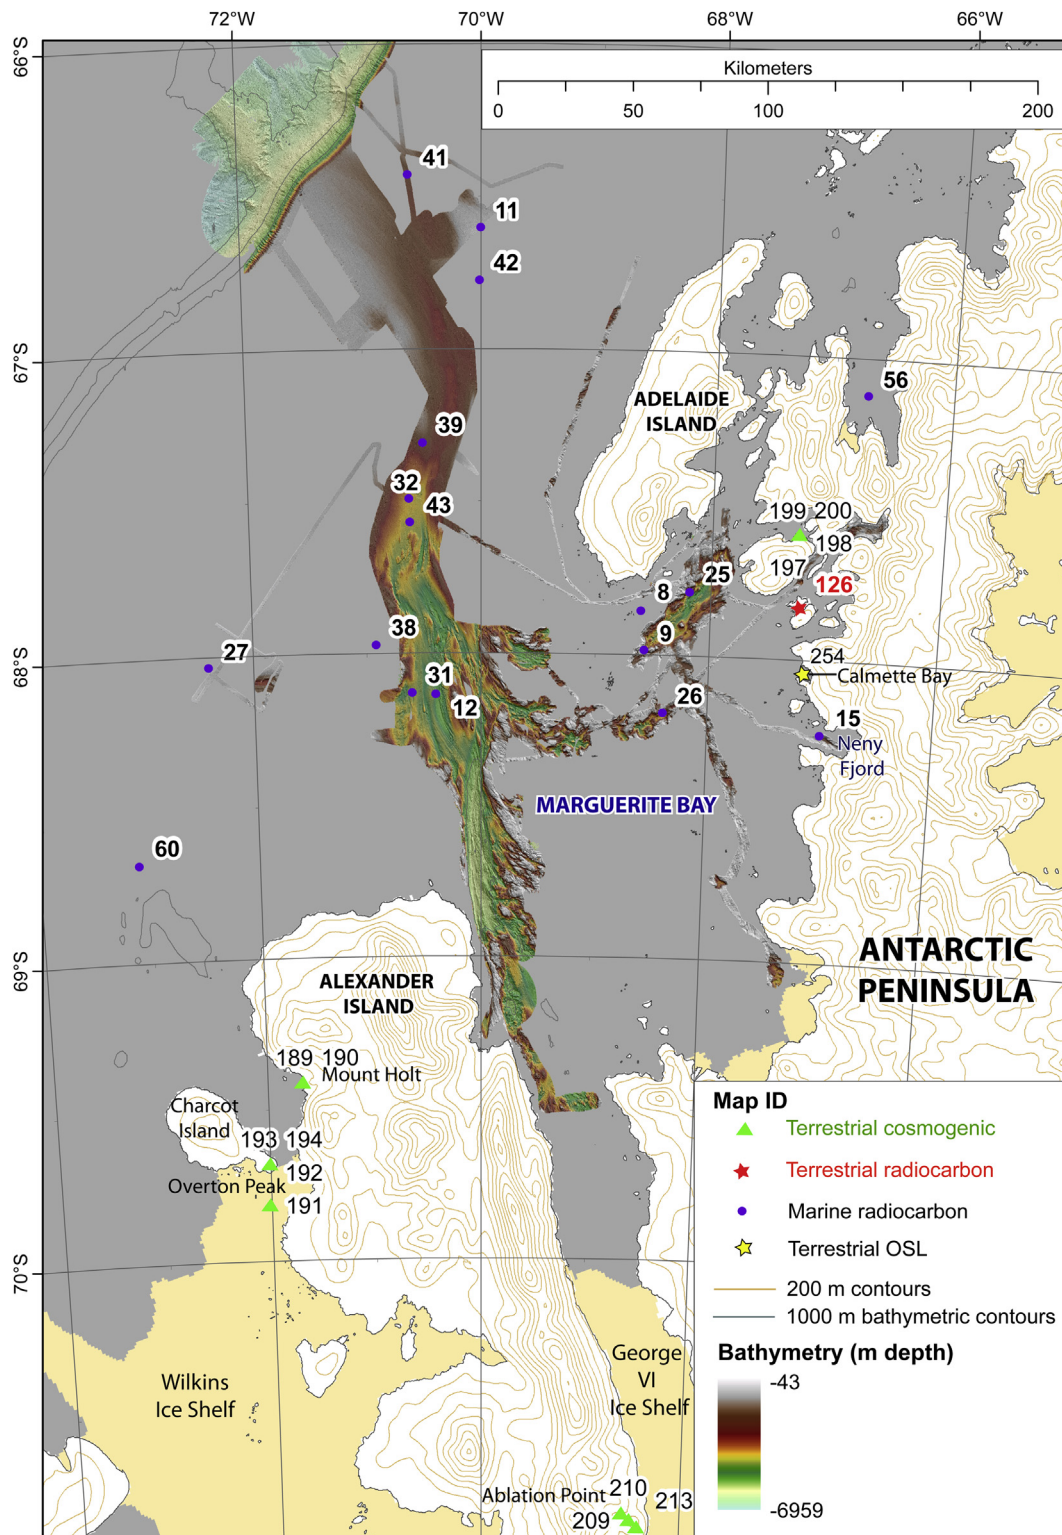 72°W
70°W
68°W
66°W
66°S
Kilometers
0
50
100
200
41
11
42
67°S
56
ADELAIDE
ISLAND
39
32
43
199 200
198
197
25
126
8
9
38
27
254
Calmette Bay
68°S
31
12
26
15
Neny
Fjord
MARGUERITE BAY
60
ANTARCTIC
PENINSULA
69°S
ALEXANDER
ISLAND
189 190
Mount Holt
Charcot
Island
193 194
192
Overton Peak
191
70°S
Wilkins
Ice Shelf
George
VI
Ice Shelf
Ablation Point
210
213
209
Map ID
Terrestrial cosmogenic
Terrestrial radiocarbon
Marine radiocarbon
Terrestrial OSL
200 m contours
1000 m bathymetric contours
Bathymetry (m depth)
-43
-6959